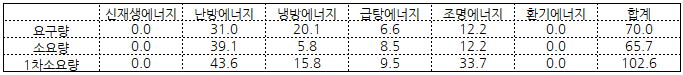 신재생에너지 난방에너지 냉방에너지 급탕에너지 조명에너지 환기에너지 합계
요구량 0.0 31.0 20.1 6.6 12.2 0.0 70.0
소요량 0.0 39.1 5.8 8.5 12.2 0.0 65.7
1차소요량 0.0 43.6 15.8 9.5 33.7 0.0 102.6